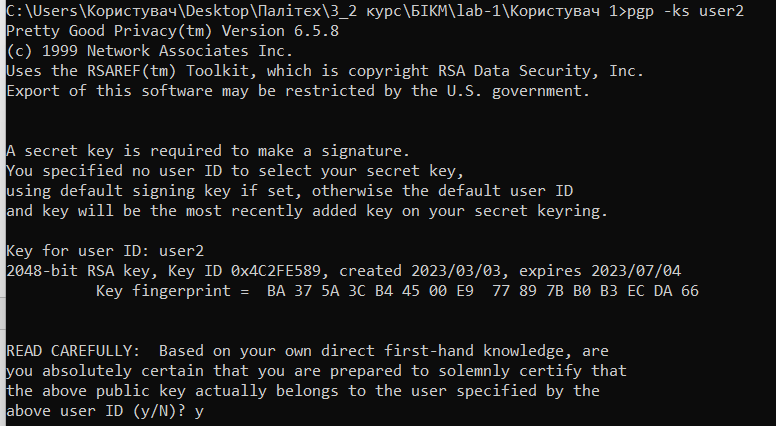 C:\Users\Користувач\Desktop\Палітєх\3_2 курс\БІКМ\lab-1\Користувач 1>pgp -ks user2
Pretty Good Privacy(tm) Version 6.5.8
(c) 1999 Network Associates Inc.
Uses the RSAREF(tm) Toolkit, which is copyright RSA Data Security, Inc.
Export of this software may be restricted by the U.S. government.
A secret key is required to make a signature.
You specified no user ID to select your secret key,
using default signing key if set, otherwise the default user ID
and key will be the most recently added key on your secret keyring.
Key for user ID: user2
2048-bit RSA key, Key ID 0x4C2FE589, created 2023/03/03, expires 2023/07/04
Key fingerprint =  BA 37 5A 3C B4 45 00 E9  77 89 7B B0 B3 EC DA 66
READ CAREFULLY:  Based on your own direct first-hand knowledge, are
you absolutely certain that you are prepared to solemnly certify that
the above public key actually belongs to the user specified by the
above user ID (y/N)? y